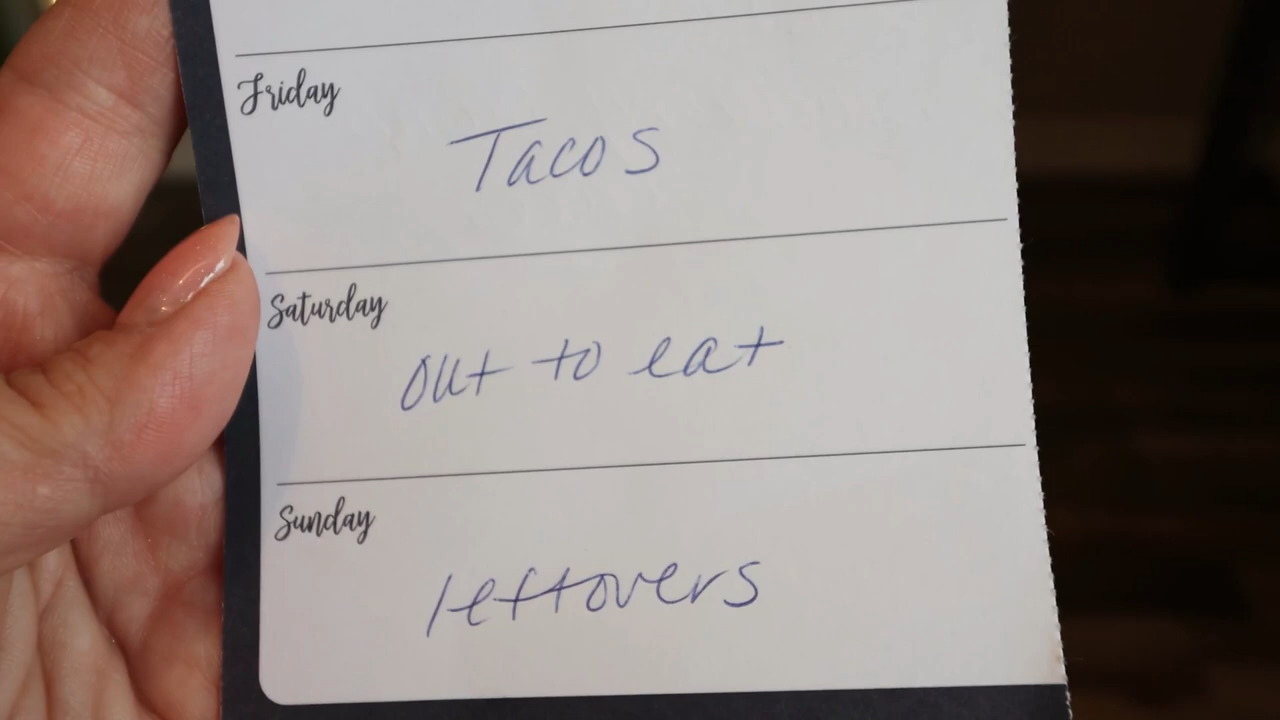 Friday
Tacos
Saturday
out to eat
Sunday
leftovers